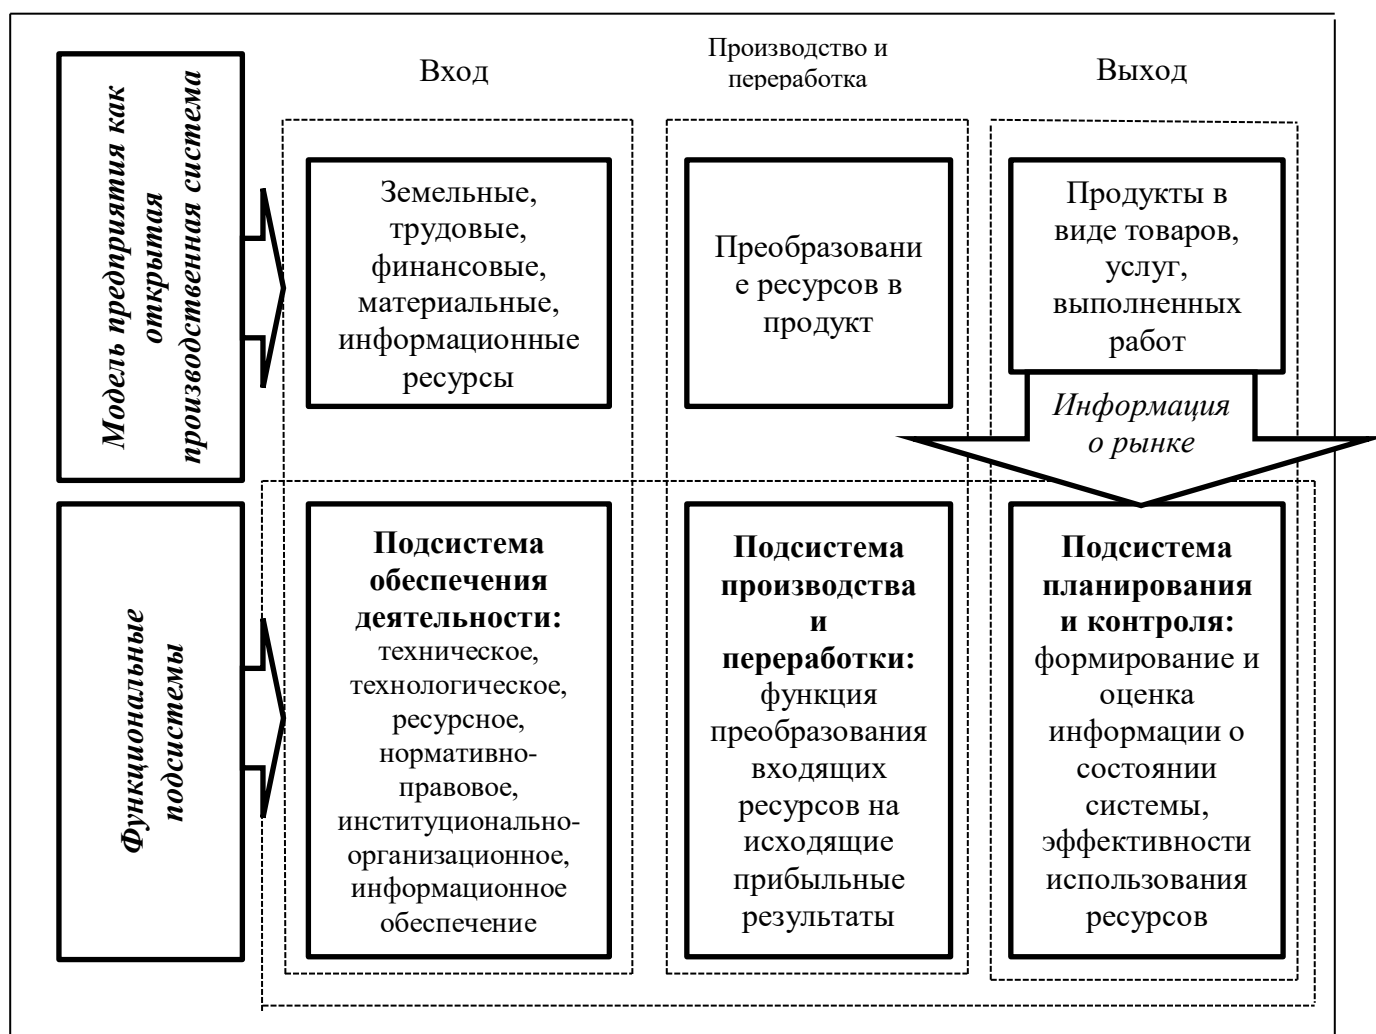 Вход
Производство и
переработка
Выход
Модель предприятия как
открытая
производственная система
Земельные,
трудовые,
финансовые,
материальные,
информационные
ресурсы
Преобразовани
е ресурсов в
продукт
Продукты в
виде товаров,
услуг,
выполненных
работ
Информация
о рынке
Функциональные
подсистемы
Подсистема
обеспечения
деятельности:
техническое,
технологическое,
ресурсное,
нормативно-
правовое,
институционально-
организационное,
информационное
обеспечение
Подсистема
производства
и
переработки:
функция
преобразования
входящих
ресурсов на
исходящие
прибыльные
результаты
Подсистема
планирования
и контроля:
формирование и
оценка
информации о
состоянии
системы,
эффективности
использования
ресурсов